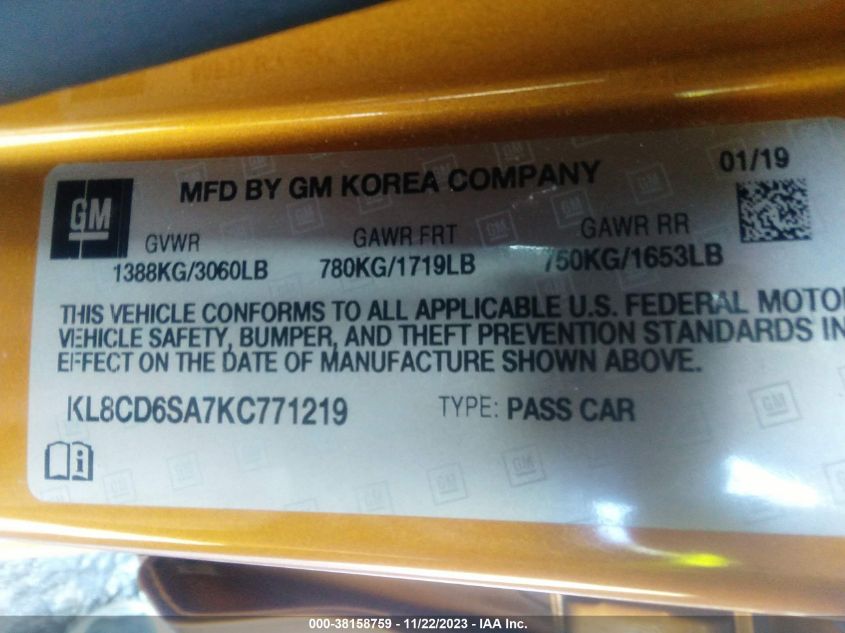 MFD BY GM KOREA COMPANY 01/19
GM
GVWR GAWR FRT GAWR RR
1388KG/3060LB 780KG/1719LB 750KG/1653LB
THIS VEHICLE CONFORMS TO ALL APPLICABLE U.S. FEDERAL MOTO
VEHICLE SAFETY, BUMPER, AND THEFT PREVENTION STANDARDS IN
EFFECT ON THE DATE OF MANUFACTURE SHOWN ABOVE.
KL8CD6SA7KC771219 TYPE: PASS CAR
000-38158759 - 11/22/2023 - IAA Inc.